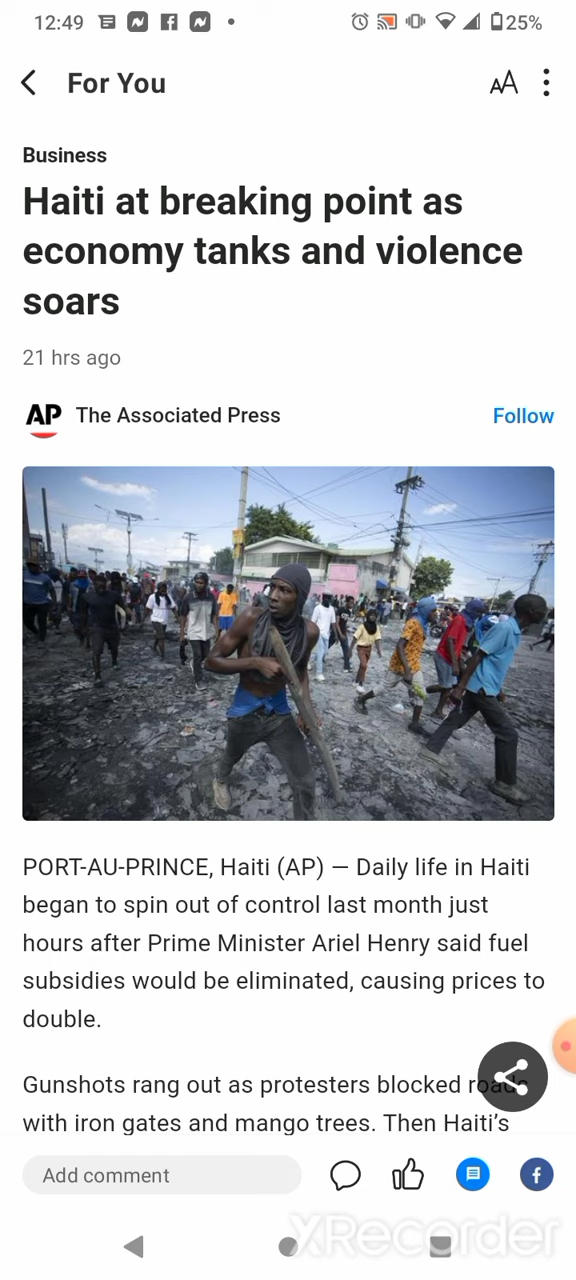 12:49
25%
For You
AA
Business
Haiti at breaking point as
economy tanks and violence
soars
21 hrs ago
AP The Associated Press Follow
PORT-AU-PRINCE, Haiti (AP) — Daily life in Haiti
began to spin out of control last month just
hours after Prime Minister Ariel Henry said fuel
subsidies would be eliminated, causing prices to
double.
Gunshots rang out as protesters blocked roads
with iron gates and mango trees. Then Haiti’s
Add comment
XRecorder